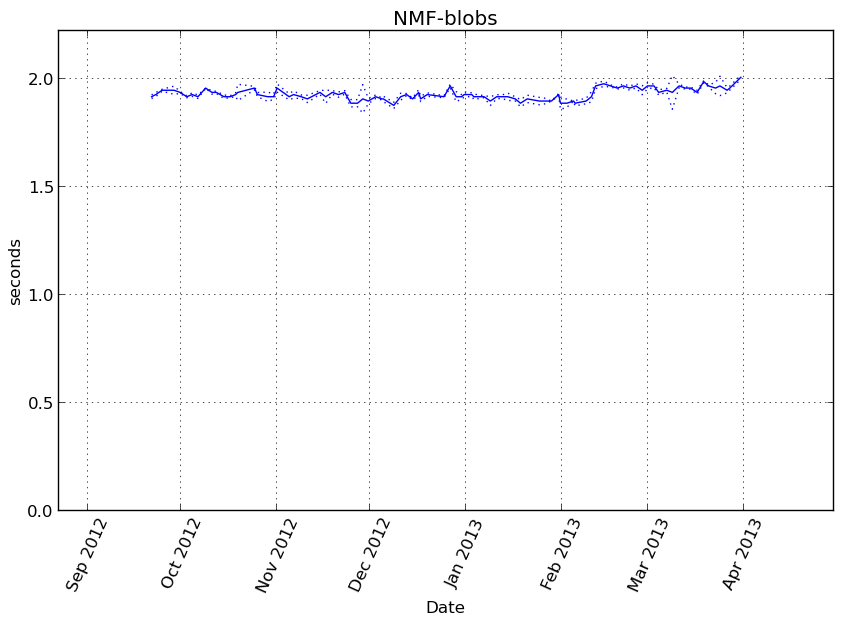 NMF-blobs
2.0
1.5
1.0
0.5
0.0
seconds
Sep 2012
Oct 2012
Nov 2012
Dec 2012
Jan 2013
Feb 2013
Mar 2013
Apr 2013
Date